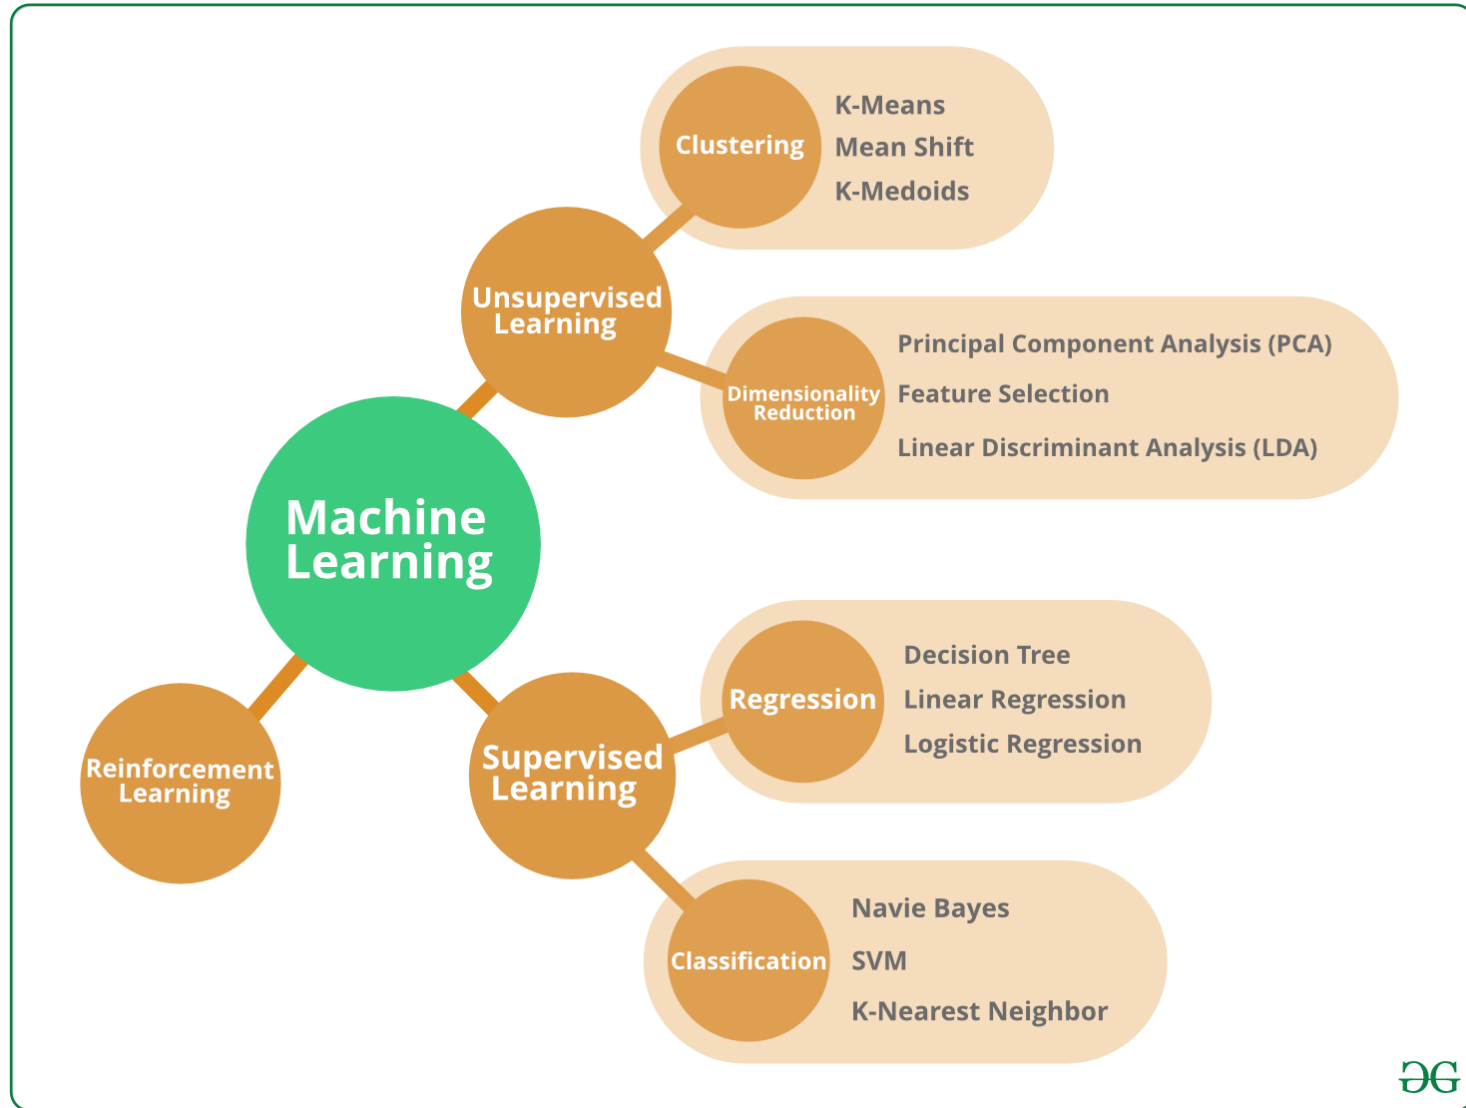 K-Means
Clustering
Mean Shift
K-Medoids
Unsupervised
Learning
Principal Component Analysis (PCA)
Dimensionality
Reduction
Feature Selection
Linear Discriminant Analysis (LDA)
Machine
Learning
Decision Tree
Regression
Linear Regression
Logistic Regression
Supervised
Learning
Reinforcement
Learning
Navie Bayes
Classification
SVM
K-Nearest Neighbor